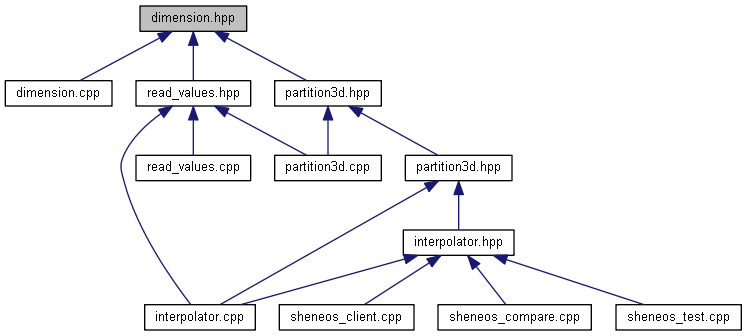 dimension.hpp
dimension.cpp
read_values.hpp
partition3d.hpp
read_values.cpp
partition3d.cpp
partition3d.hpp
interpolator.hpp
interpolator.cpp
sheneos_client.cpp
sheneos_compare.cpp
sheneos_test.cpp